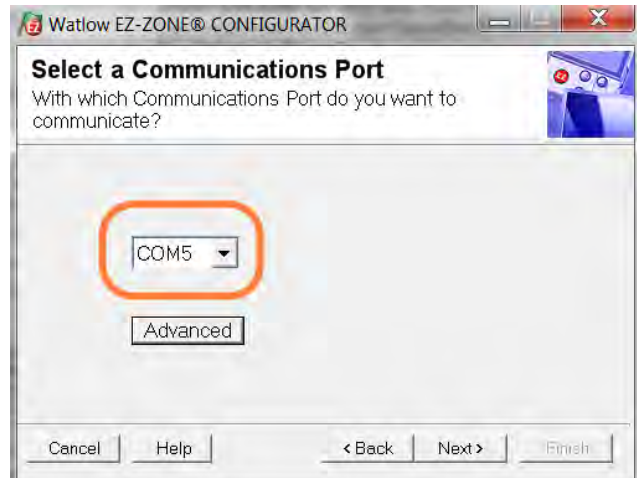 Watlow EZ-ZONE® CONFIGURATOR
Select a Communications Port
With which Communications Port do you want to
communicate?
COM5
Advanced
Cancel Help < Back Next > Finish